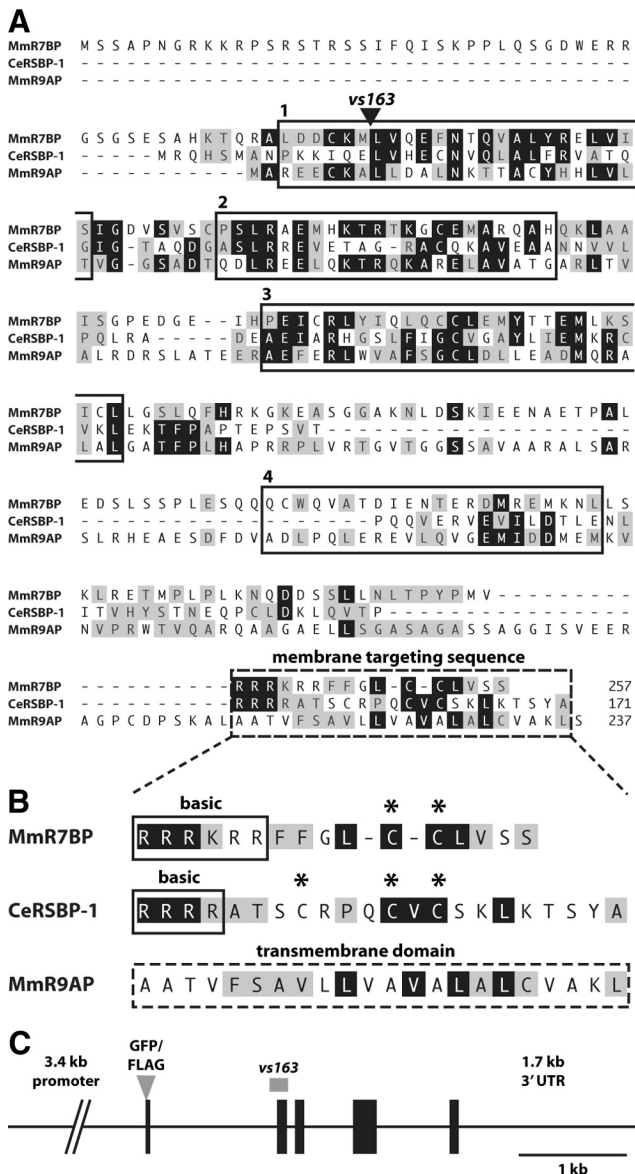 A
MmR7BP M S S A P N G R K K R P S R S T R S S I F Q I S K P P L Q S G D W E R R
CeRSBP-1 - - - - - - - - - - - - - - - - - - - - - - - - - - - - - - - - - - - -
MmR9AP - - - - - - - - - - - - - - - - - - - - - - - - - - - - - - - - - - - -
1 vs163
MmR7BP G S G S E S A H K T Q R A L D D C K M L V Q E F N T Q V A L Y R E L V I
CeRSBP-1 - - - - - M R Q H S M A N P K K I Q E L V H E C N V Q L A L F R V A T Q
MmR9AP - - - - - - - - - - - M A R E E C K A L L D A L N K T T A C Y H H L V L
2
MmR7BP S I G D V S V S C P S L R A E M H K T R T K G C E M A R Q A H Q K L A A
CeRSBP-1 G I G - T A Q D G A S L R R E V E T A G - R A C Q K A V E A A N N V V L
MmR9AP T V G - G S A D T Q D L R E E L Q K T R Q K A R E L A V A T G A R L T V
3
MmR7BP I S G P E D G E - - I H P E I C R L Y I Q L Q C C L E M Y T T E M L K S
CeRSBP-1 P Q L R A - - - - - D E A E I A R H G S L F I G C V G A Y L I E M K R C
MmR9AP A L R D R S L A T E E R A E F E R L W V A F S G C L D L L E A D M Q R A
MmR7BP I C L L G S L Q F H R K G K E A S G G A K N L D S K I E E N A E T P A L
CeRSBP-1 V K L E K T F P A P T E P S V T - - - - - - - - - - - - - - - - - - - -
MmR9AP L A L G A T F P L H A P R R P L V R T G V T G G S S A V A A R A L S A R
4
MmR7BP E D S L S S P L E S Q Q Q C W Q V A T D I E N T E R D M R E M K N L L S
CeRSBP-1 - - - - - - - - - - - - - - - - - - - P Q Q V E R V E V I L D T L E N L
MmR9AP S L R H E A E S D F D V A D L P Q L E R E V L Q V G E M I D D M E M K V
MmR7BP K L R E T M P L P L K N Q D D S S L L N L T P Y P M V - - - - - - - - -
CeRSBP-1 I T V H Y S T N E Q P C L D K L Q V T P - - - - - - - - - - - - - - - -
MmR9AP N V P R W T V Q A R Q A A G A E L L S G A S A G A S S A G G I S V E E R
membrane targeting sequence
MmR7BP - - - - - - - - - - R R R K R R F F G L - C - C L V S S 257
CeRSBP-1 - - - - - - - - - - R R R R A T S C R P Q C V C S K L K T S Y A 171
MmR9AP A G P C D P S K A L A A T V F S A V L L V A V A L A L C V A K L S 237
B
basic * *
MmR7BP R R R K R R F F G L - C - C L V S S
basic * * *
CeRSBP-1 R R R R A T S C R P Q C V C S K L K T S Y A
transmembrane domain
MmR9AP A A T V F S A V L L V A V A L A L C V A K L
C
3.4 kb promoter
GFP/FLAG
vs163
1.7 kb 3’ UTR
1 kb